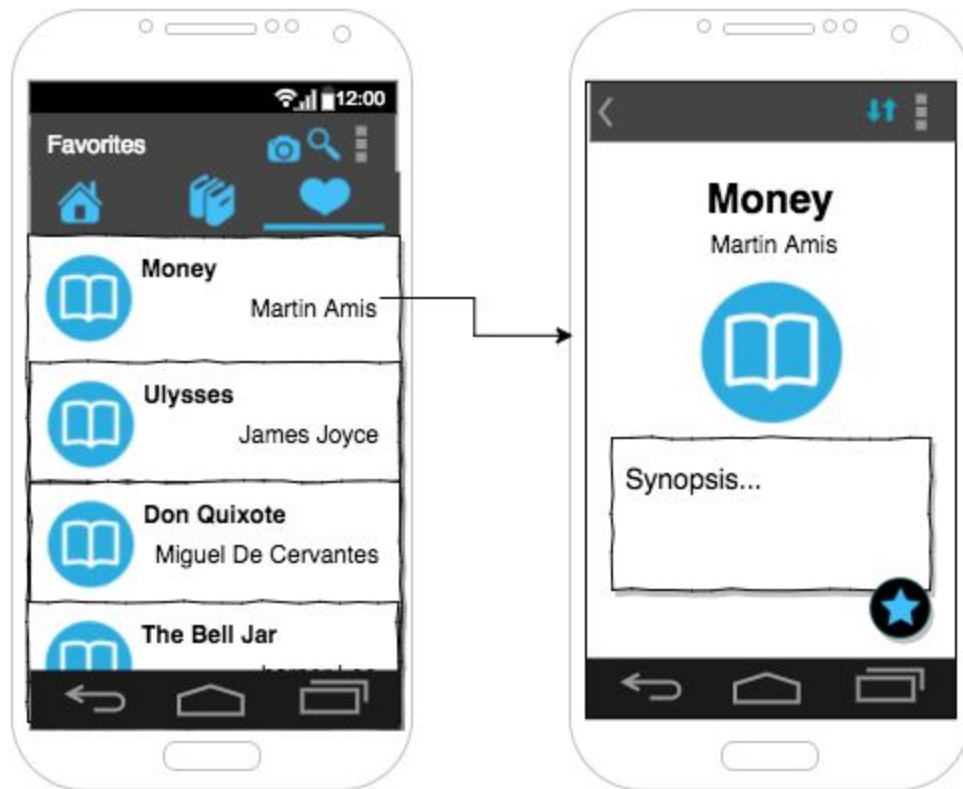 12:00
Favorites
Money
Martin Amis
Ulysses
James Joyce
Don Quixote
Miguel De Cervantes
The Bell Jar
Money
Martin Amis
Synopsis...